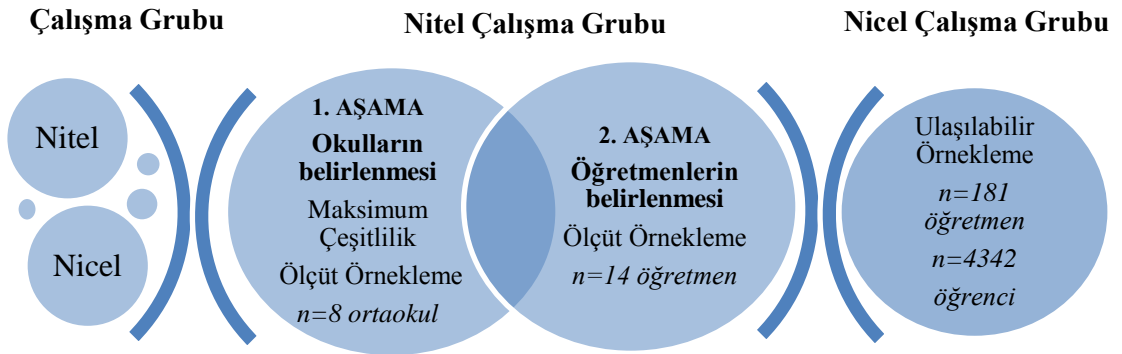 Çalışma Grubu
Nitel
Nicel
Nitel Çalışma Grubu
1. AŞAMA
Okulların
belirlenmesi
Maksimum
Çeşitlilik
Ölçüt Örnekleme
n=8 ortaokul
2. AŞAMA
Öğretmenlerin
belirlenmesi
Ölçüt Örnekleme
n=14 öğretmen
Nicel Çalışma Grubu
Ulaşılabilir
Örnekleme
n=181
öğretmen
n=4342
öğrenci